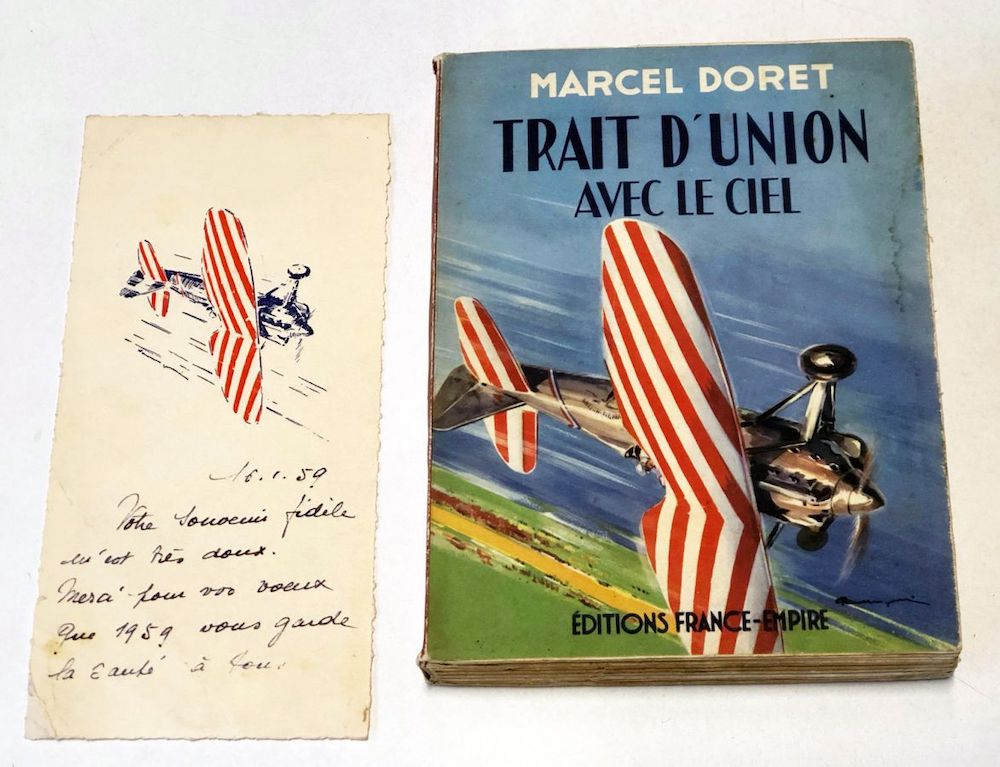 16.1.59
Votre souvenir fidèle
m'est très doux.
Merci pour vos voeux
Que 1959 vous garde
la santé à tous.
MARCEL DORET
TRAIT D'UNION
AVEC LE CIEL
ÉDITIONS FRANCE-EMPIRE